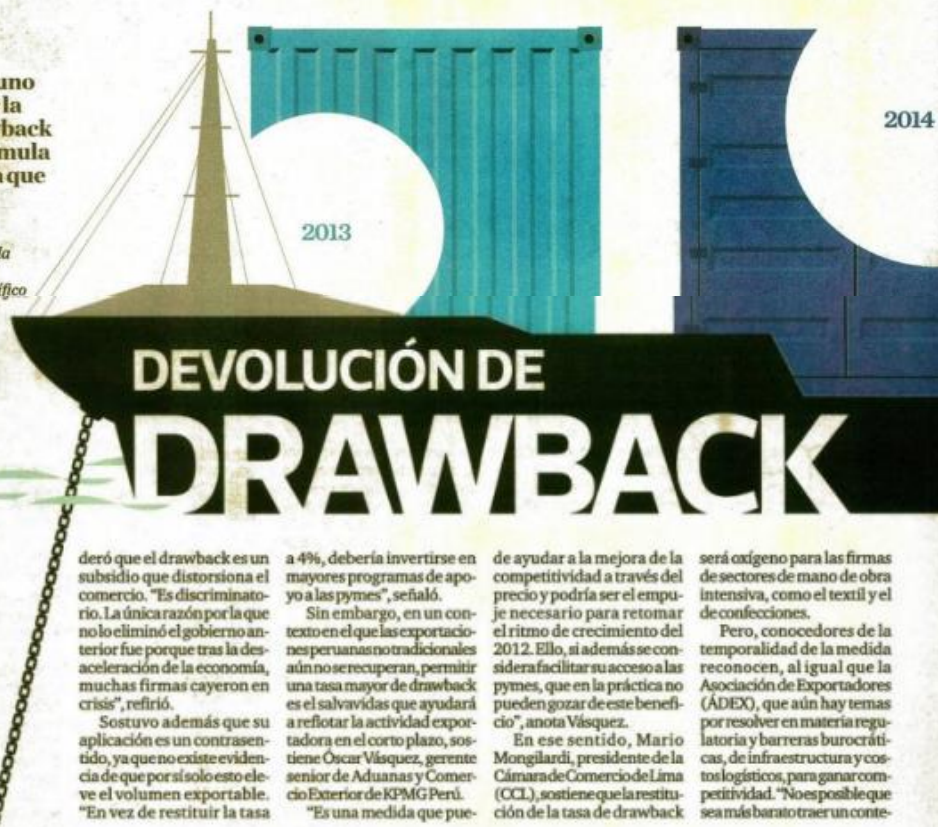 uno
la
back
mula
que
la
ífico
2013
2014
DEVOLUCIÓN DE
DRAWBACK
deró que el drawback es un
subsidio que distorsiona el
comercio. “Es discriminato-
rio. La única razón por la que
no lo eliminó el gobierno an-
terior fue porque tras la des-
aceleración de la economía,
muchas firmas cayeron en
crisis”, refirió.
Sostuvo además que su
aplicación es un contrasen-
tido, ya que no existe eviden-
cia de que por sí solo esto ele-
ve el volumen exportable.
“En vez de restituir la tasa
a 4%, debería invertirse en
mayores programas de apo-
yo a las pymes”, señaló.
Sin embargo, en un con-
texto en el que las exportacio-
nes peruanas no tradicionales
aún no se recuperan, permitir
una tasa mayor de drawback
es el salvavidas que ayudará
a reflotar la actividad expor-
tadora en el corto plazo, sos-
tiene Óscar Vásquez, gerente
senior de Aduanas y Comer-
cio Exterior de KPMG Perú.
“Es una medida que pue-
de ayudar a la mejora de la
competitividad a través del
precio y podría ser el empu-
je necesario para retomar
el ritmo de crecimiento del
2012. Ello, si además se con-
sidera facilitar su acceso a las
pymes, que en la práctica no
pueden gozar de este benefi-
cio”, anota Vásquez.
En ese sentido, Mario
Mongilardi, presidente de la
Cámara de Comercio de Lima
(CCL), sostiene que la restitu-
ción de la tasa de drawback
será oxígeno para las firmas
de sectores de mano de obra
intensiva, como el textil y el
de confecciones.
Pero, conocedores de la
temporalidad de la medida
reconocen, al igual que la
Asociación de Exportadores
(ÁDEX), que aún hay temas
por resolver en materia regu-
latoria y barreras burocráti-
cas, de infraestructura y cos-
tos logísticos, para ganar com-
petitividad. “No es posible que
sea más barato traer un conte-